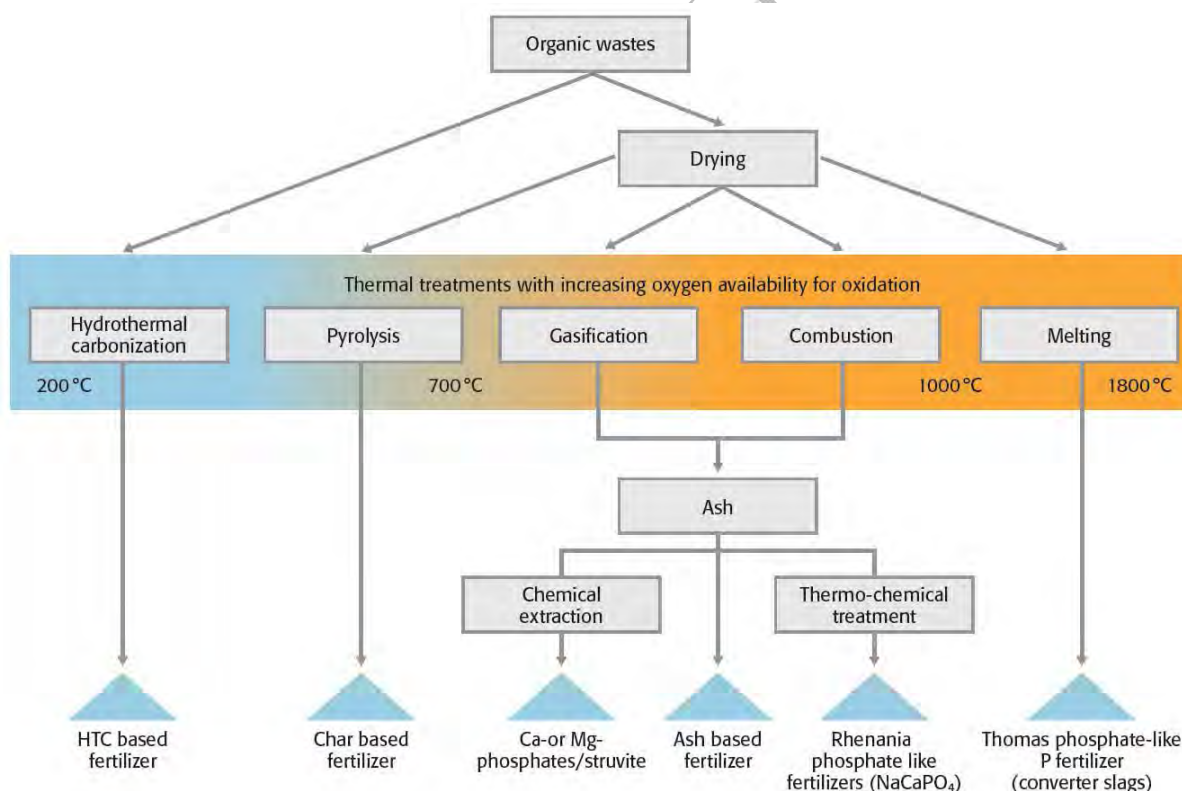 Organic wastes
Drying
Thermal treatments with increasing oxygen availability for oxidation
Hydrothermal
carbonization
Pyrolysis
Gasification
Combustion
Melting
200 °C
700 °C
1000 °C
1800 °C
Ash
Chemical
extraction
Thermo-chemical
treatment
HTC based
fertilizer
Char based
fertilizer
Ca-or Mg-
phosphates/struvite
Ash based
fertilizer
Rhenania
phosphate like
fertilizers (NaCaPO₄)
Thomas phosphate-like
P fertilizer
(converter slags)